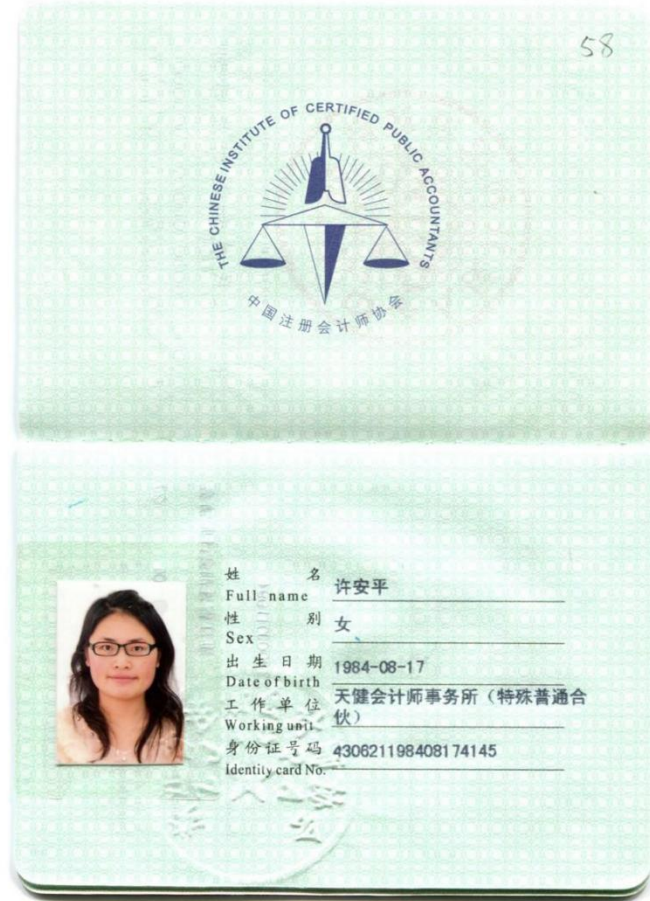 58
THE CHINESE INSTITUTE OF CERTIFIED PUBLIC ACCOUNTANTS
中国注册会计师协会
姓 名 许安平
Full name
性 别 女
Sex
出生日期 1984-08-17
Date of birth
工作单位 天健会计师事务所（特殊普通合
Working unit 伙）
身份证号码 430621198408174145
Identity card No.